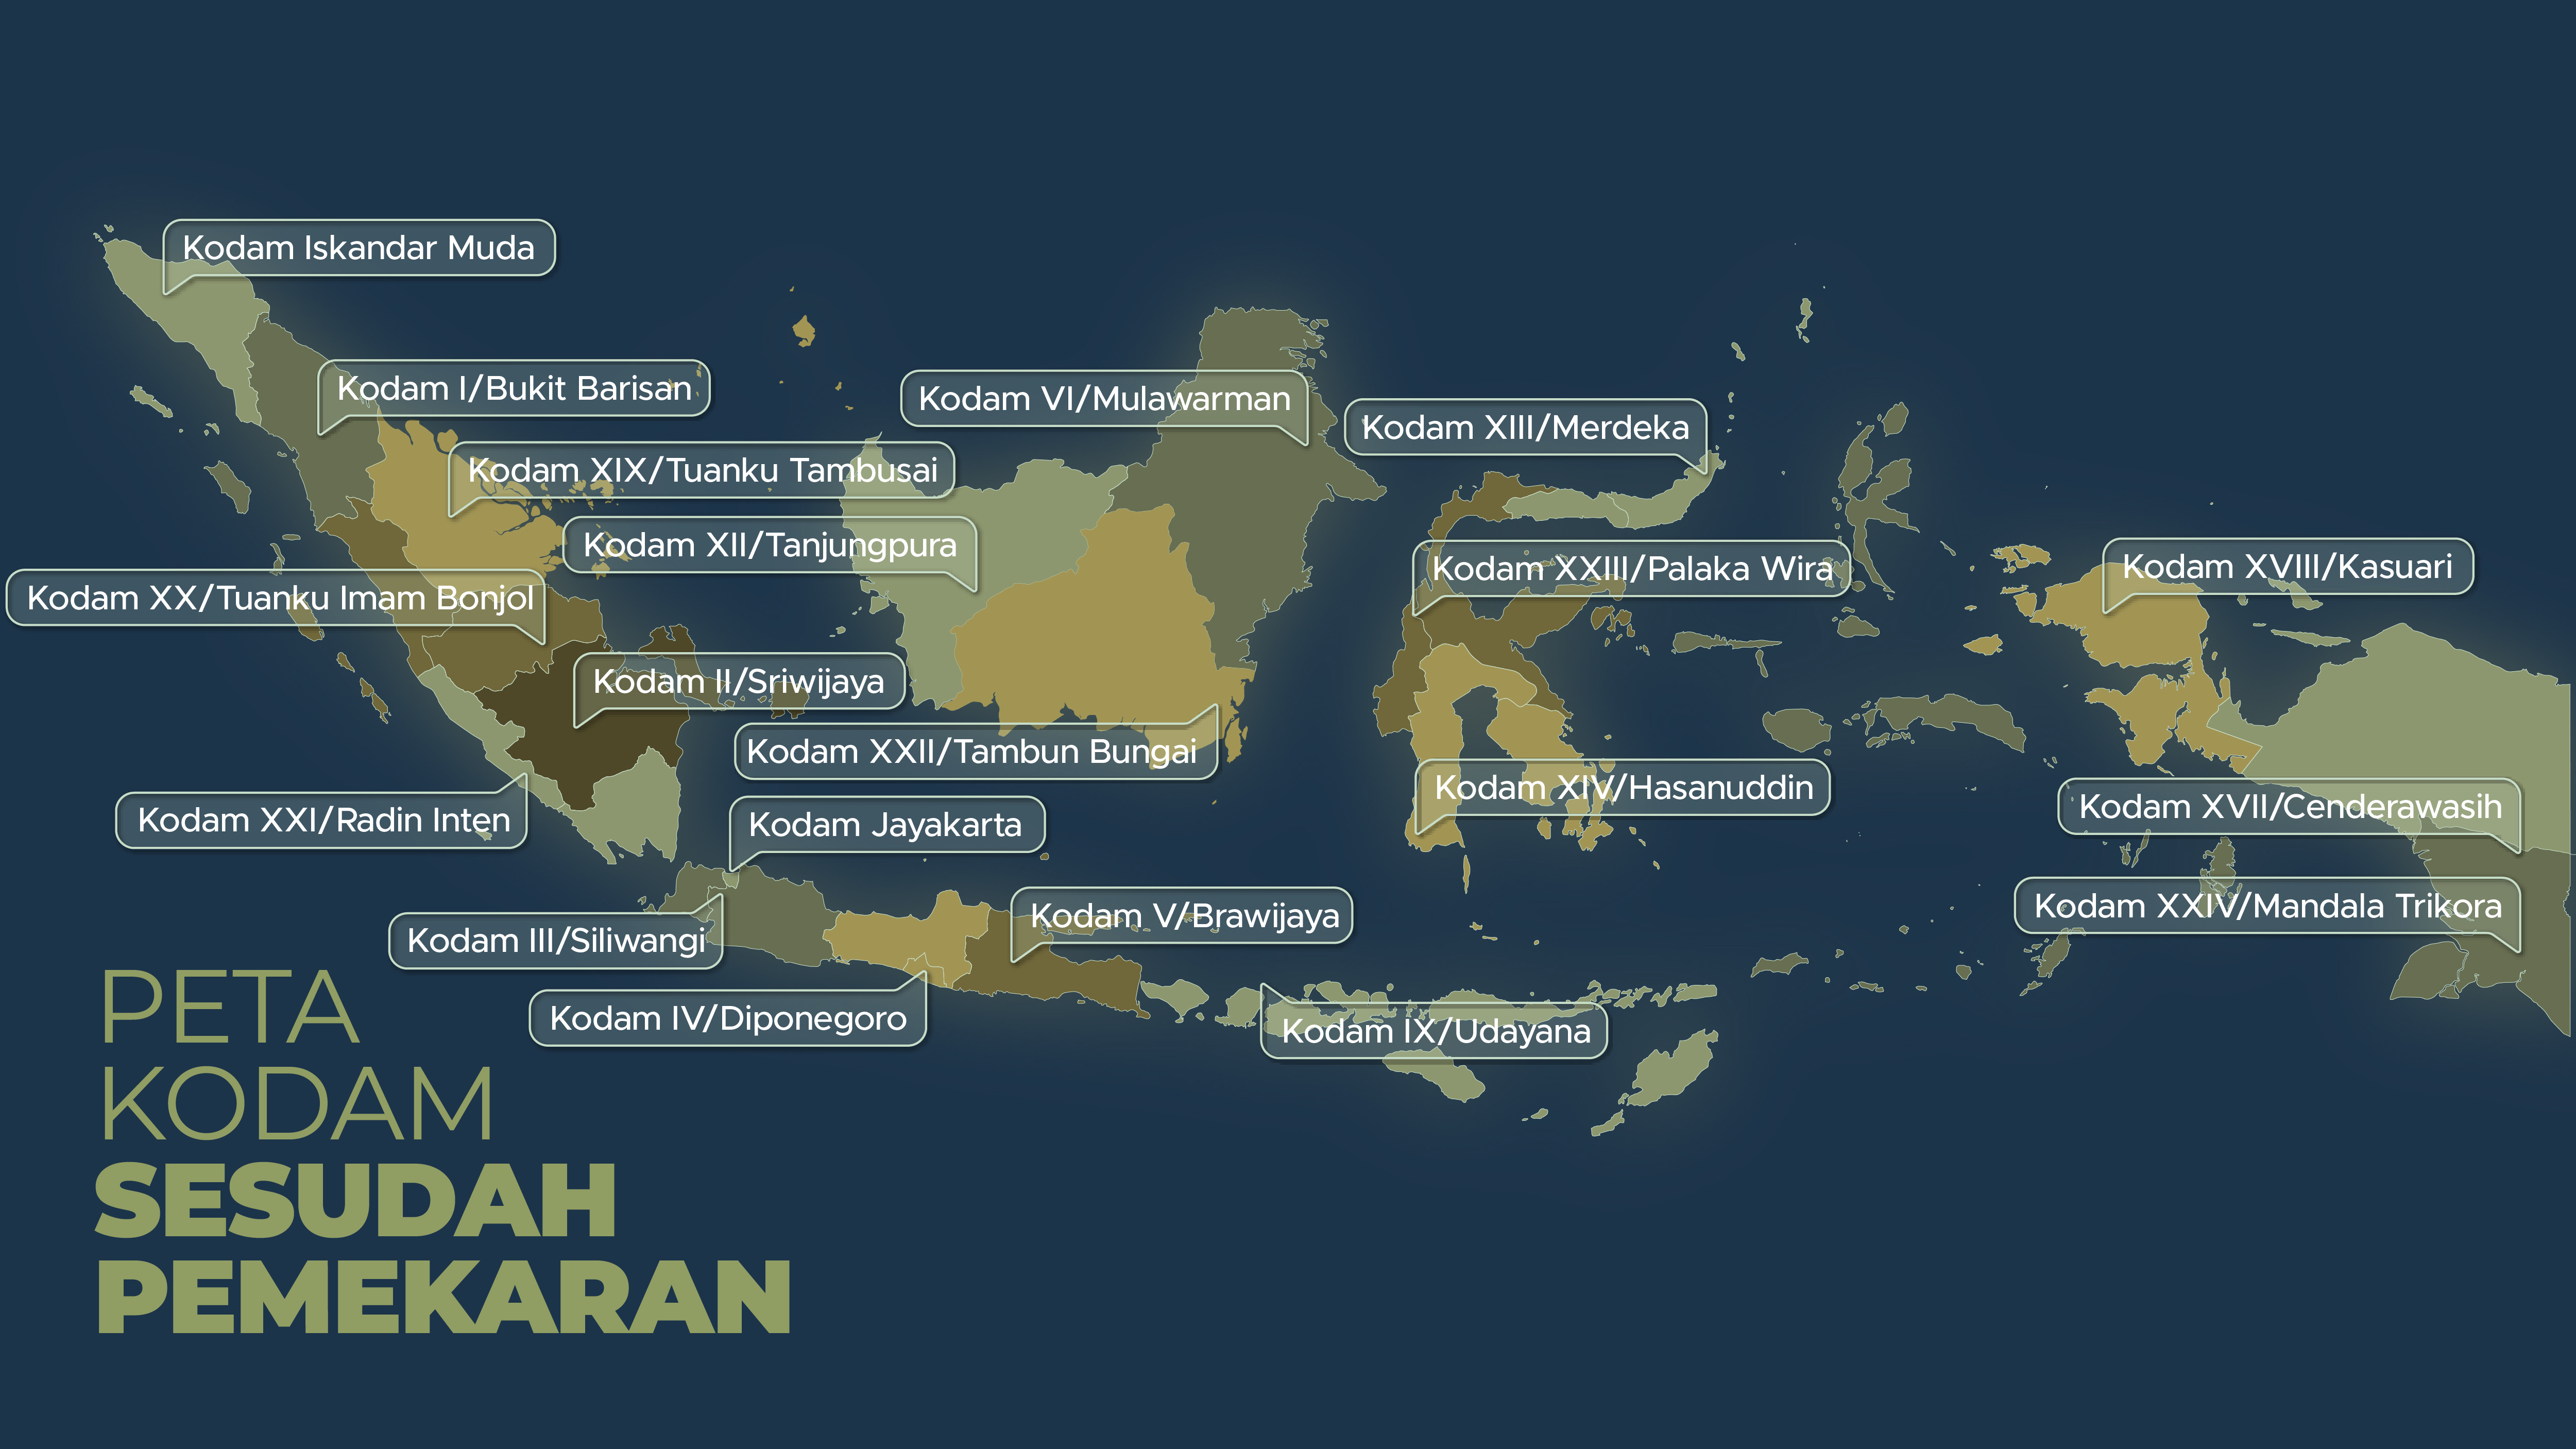 Kodam Iskandar Muda
Kodam I/Bukit Barisan
Kodam VI/Mulawarman
Kodam XIII/Merdeka
Kodam XIX/Tuanku Tambusai
Kodam XII/Tanjungpura
Kodam XXIII/Palaka Wira
Kodam XVIII/Kasuari
Kodam XX/Tuanku Imam Bonjol
Kodam II/Sriwijaya
Kodam XXII/Tambun Bungai
Kodam XIV/Hasanuddin
Kodam XVII/Cenderawasih
Kodam XXI/Radin Inten
Kodam Jayakarta
Kodam XXIV/Mandala Trikora
Kodam V/Brawijaya
Kodam III/Siliwangi
Kodam IV/Diponegoro
Kodam IX/Udayana
PETA
KODAM
SESUDAH
PEMEKARAN